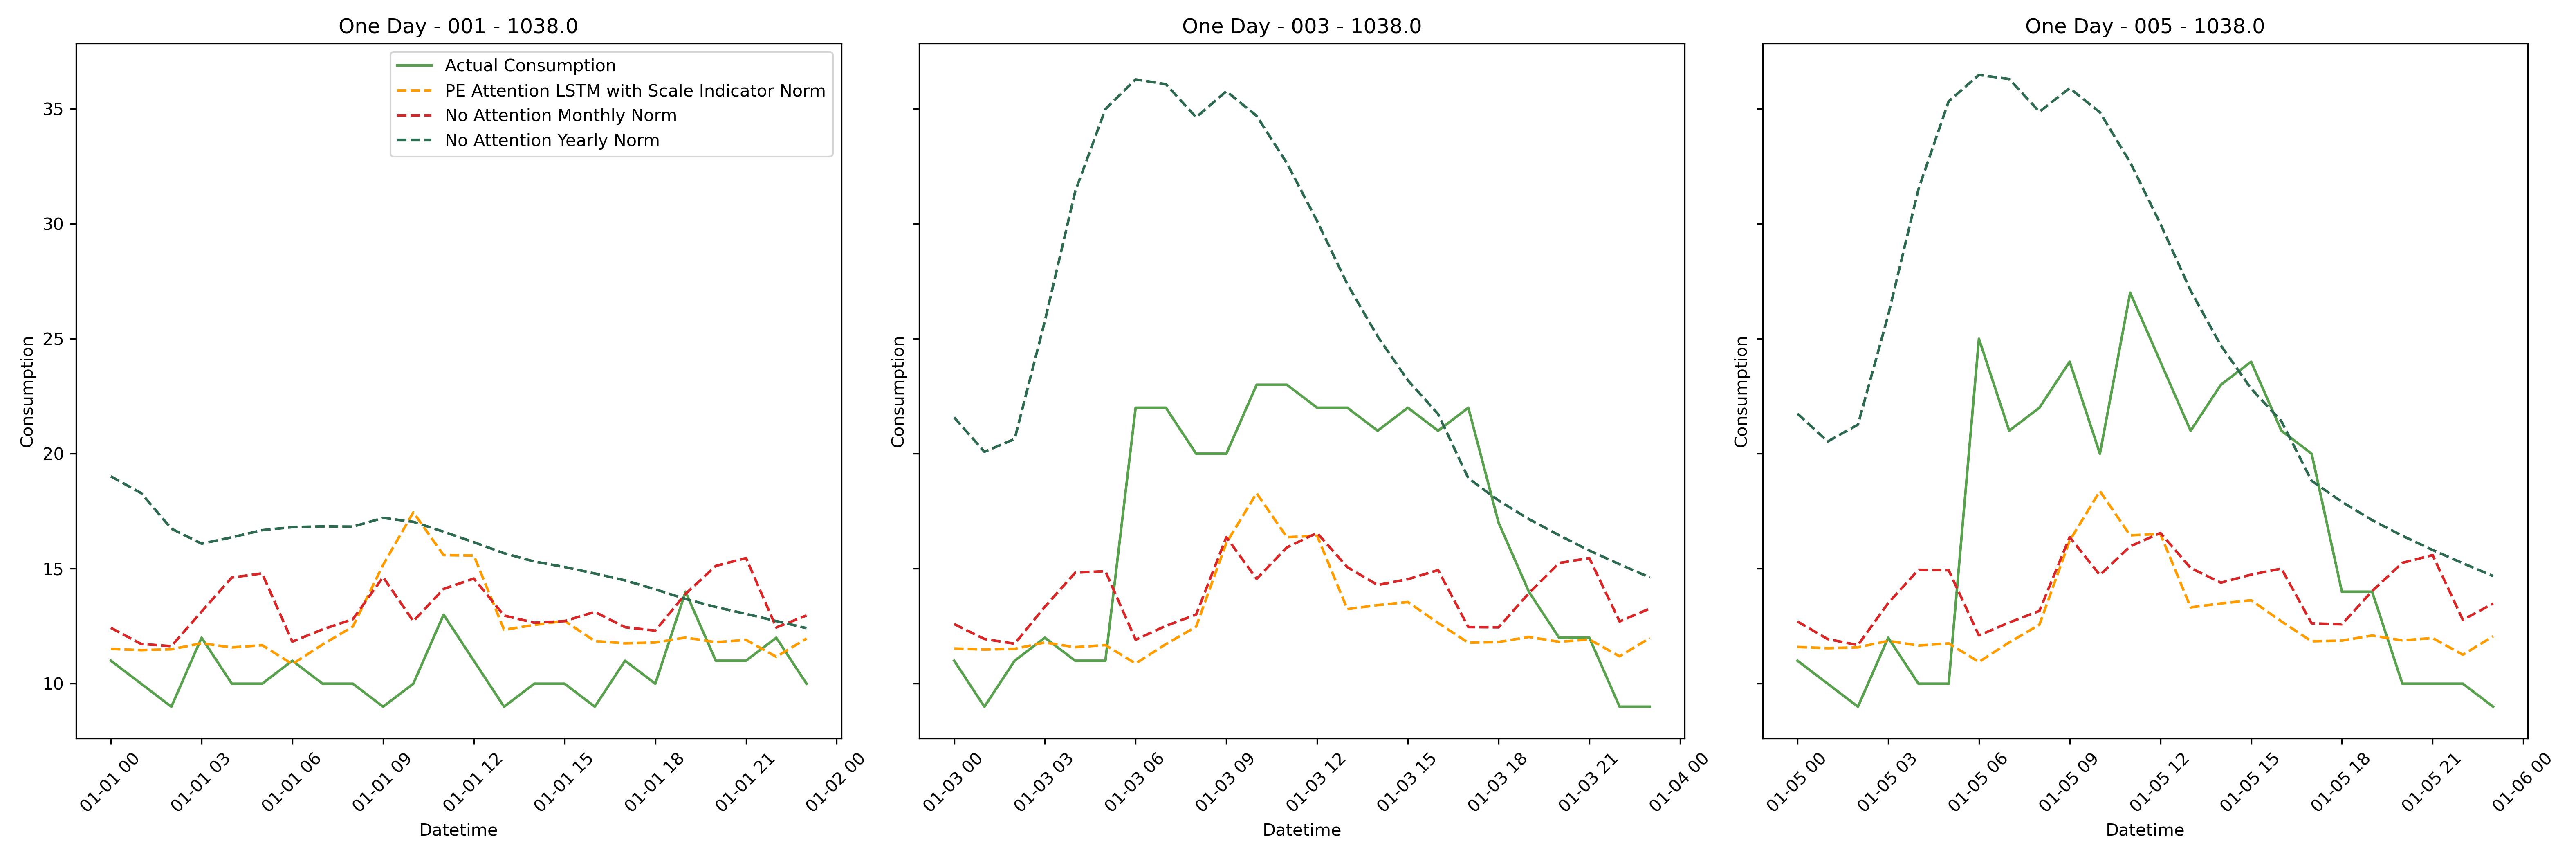 One Day - 001 - 1038.0
Actual Consumption
PE Attention LSTM with Scale Indicator Norm
No Attention Monthly Norm
No Attention Yearly Norm
Consumption
35
30
25
20
15
10
01-01 00
01-01 03
01-01 06
01-01 09
01-01 12
01-01 15
01-01 18
01-01 21
01-02 00
Datetime
One Day - 003 - 1038.0
Consumption
01-03 00
01-03 03
01-03 06
01-03 09
01-03 12
01-03 15
01-03 18
01-03 21
01-04 00
Datetime
One Day - 005 - 1038.0
Consumption
01-05 00
01-05 03
01-05 06
01-05 09
01-05 12
01-05 15
01-05 18
01-05 21
01-06 00
Datetime